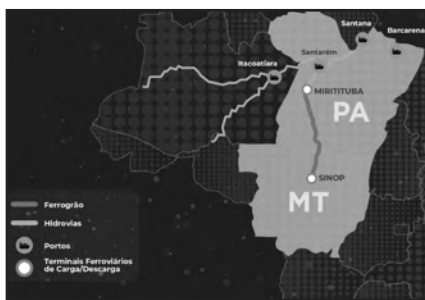 Santana
Barcarena
Santarém
Itacoatiara
MIRITITUBA
PA
SINOP
MT
Ferrogrão
Hidrovias
Portos
Terminais Ferroviários
de Carga/Descarga